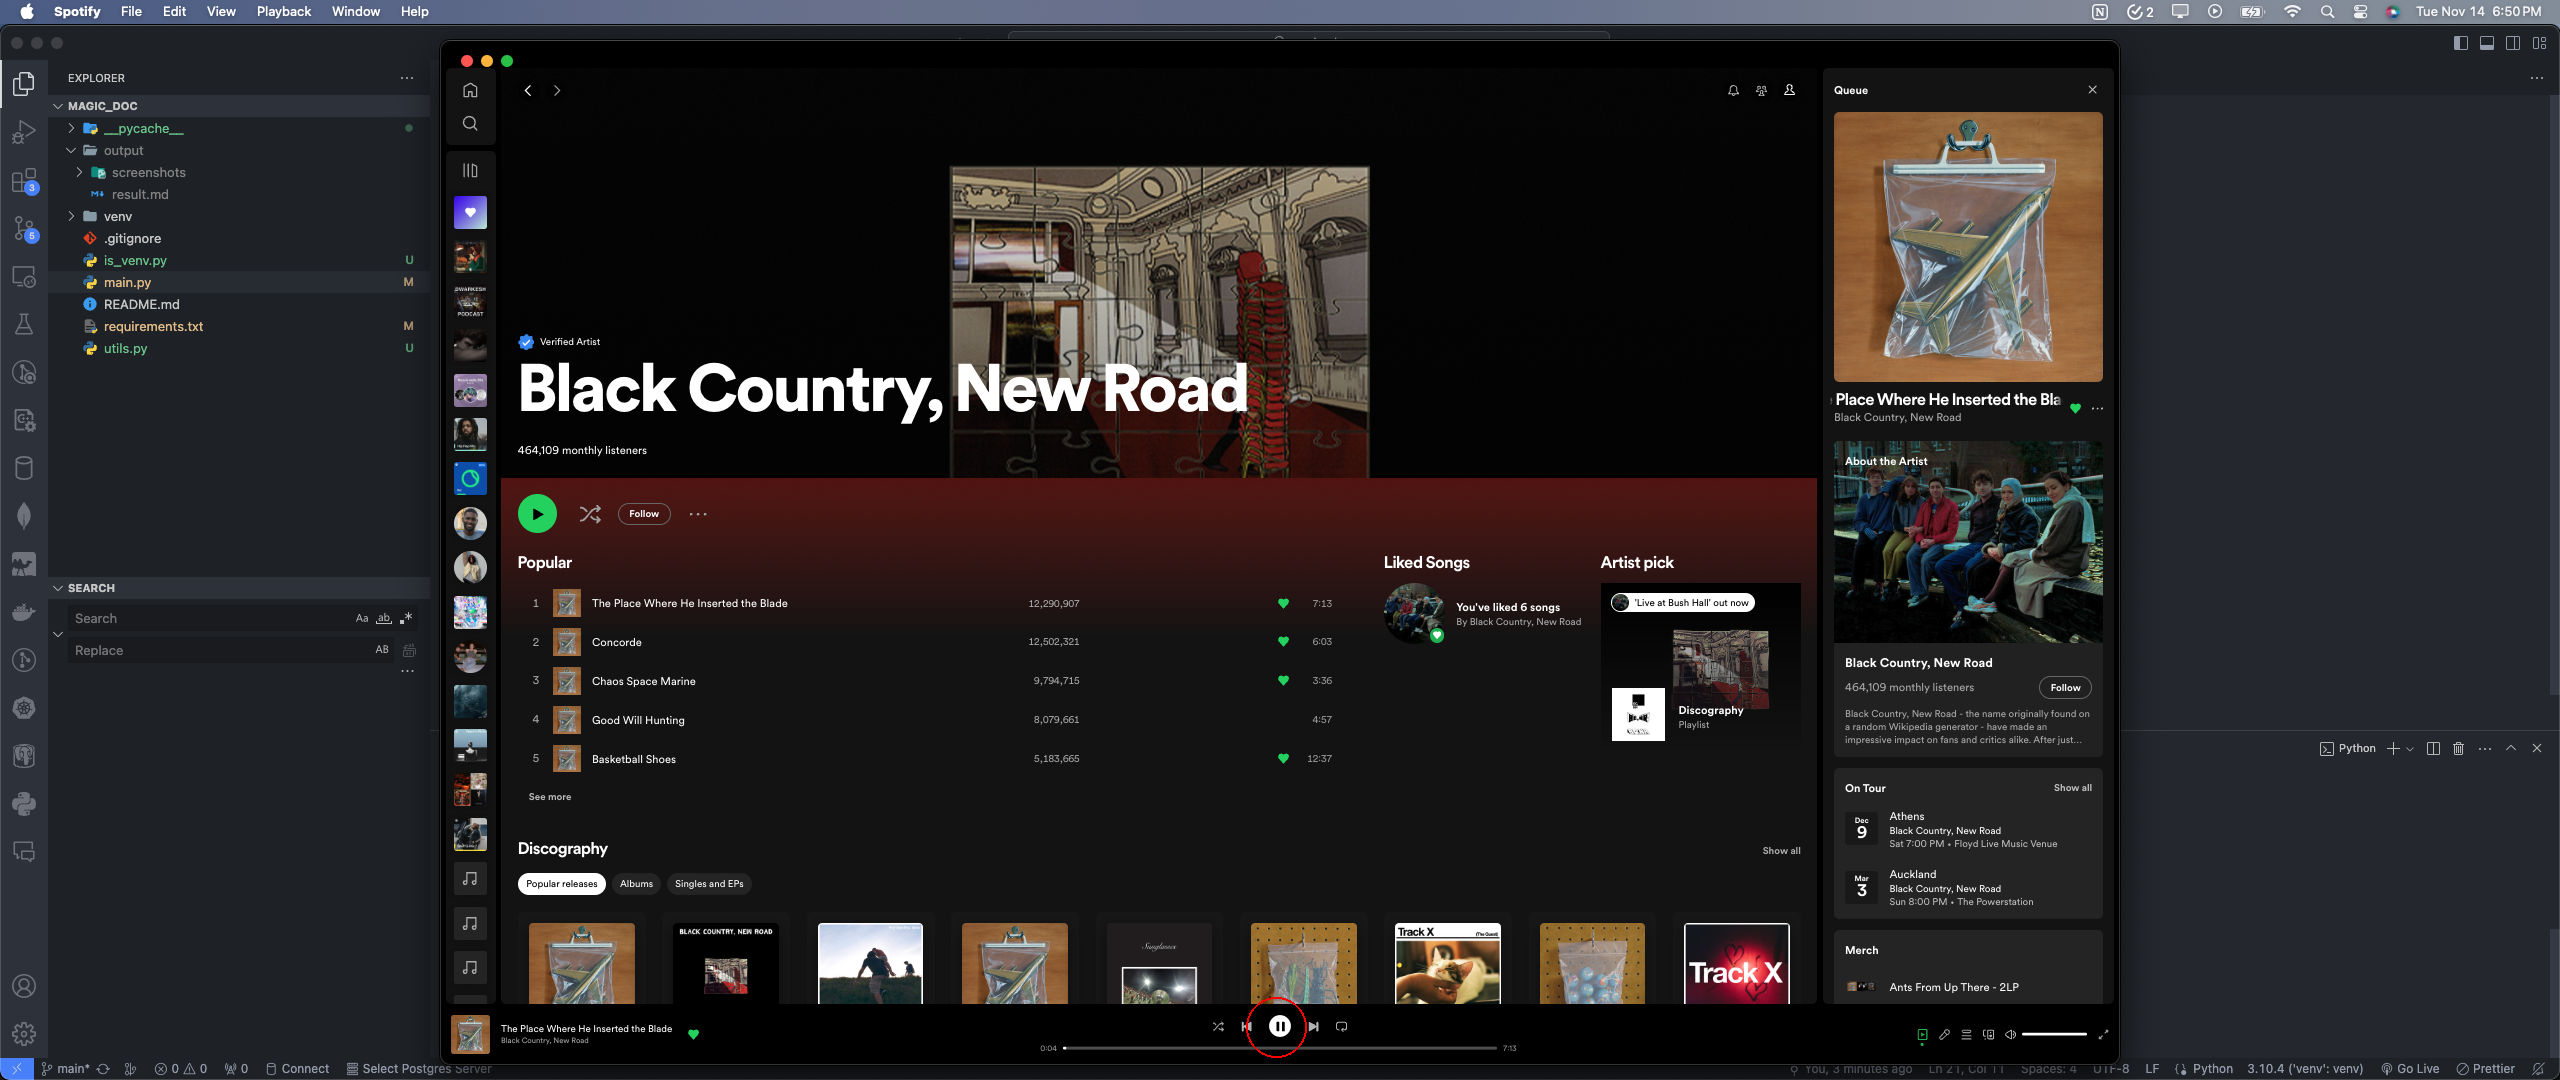 Spotify File Edit View Playback Window Help
2 Tue Nov 14 6:50 PM
EXPLORER
MAGIC_DOC
__pycache__
output
screenshots
result.md
venv
.gitignore
is_venv.py U
main.py M
README.md
requirements.txt M
utils.py U
3
5
SEARCH
Search Aa ab
Replace AB
DWARKESH
PODCAST
Verified Artist
Black Country, New Road
464,109 monthly listeners
Follow
Popular
1 The Place Where He Inserted the Blade 12,290,907 7:13
2 Concorde 12,502,321 6:03
3 Chaos Space Marine 9,794,715 3:36
4 Good Will Hunting 8,079,661 4:57
5 Basketball Shoes 5,183,665 12:37
See more
Liked Songs
You've liked 6 songs
By Black Country, New Road
Artist pick
'Live at Bush Hall' out now
Discography
Playlist
Discography
Show all
Popular releases Albums Singles and EPs
BLACK COUNTRY, NEW ROAD
Track X (The Guest)
Track X
Queue
Place Where He Inserted the Bla
Black Country, New Road
About the Artist
Black Country, New Road
464,109 monthly listeners
Follow
Black Country, New Road - the name originally found on
a random Wikipedia generator - have made an
impressive impact on fans and critics alike. After just...
On Tour Show all
Dec
9
Athens
Black Country, New Road
Sat 7:00 PM • Floyd Live Music Venue
Mar
3
Auckland
Black Country, New Road
Sun 8:00 PM • The Powerstation
Merch
Ants From Up There - 2LP
The Place Where He Inserted the Blade
Black Country, New Road
0:04 7:13
Python
main* 0 0 0 Connect Select Postgres Server
You, 3 minutes ago Ln 21, Col 11 Spaces: 4 UTF-8 LF Python 3.10.4 ('venv': venv) Go Live Prettier